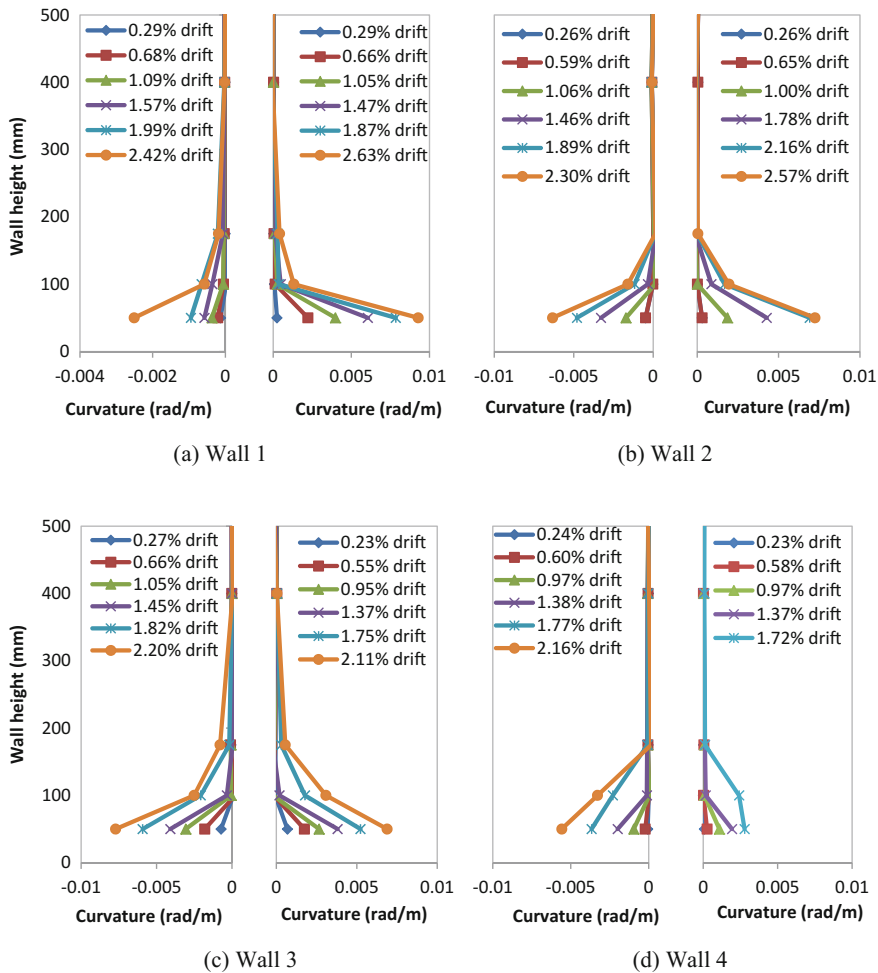 500
400
300
200
100
0
Wall height (mm)
0.29% drift
0.68% drift
1.09% drift
1.57% drift
1.99% drift
2.42% drift
-0.004
-0.002
0
Curvature (rad/m)
0.29% drift
0.66% drift
1.05% drift
1.47% drift
1.87% drift
2.63% drift
0
0.005
0.01
Curvature (rad/m)
(a) Wall 1
0.26% drift
0.59% drift
1.06% drift
1.46% drift
1.89% drift
2.30% drift
-0.01
-0.005
0
Curvature (rad/m)
0.26% drift
0.65% drift
1.00% drift
1.78% drift
2.16% drift
2.57% drift
0
0.005
0.01
Curvature (rad/m)
(b) Wall 2
500
400
300
200
100
0
Wall height (mm)
0.27% drift
0.66% drift
1.05% drift
1.45% drift
1.82% drift
2.20% drift
-0.01
-0.005
0
Curvature (rad/m)
0.23% drift
0.55% drift
0.95% drift
1.37% drift
1.75% drift
2.11% drift
0
0.005
0.01
Curvature (rad/m)
(c) Wall 3
0.24% drift
0.60% drift
0.97% drift
1.38% drift
1.77% drift
2.16% drift
-0.01
-0.005
0
Curvature (rad/m)
0.23% drift
0.58% drift
0.97% drift
1.37% drift
1.72% drift
0
0.005
0.01
Curvature (rad/m)
(d) Wall 4